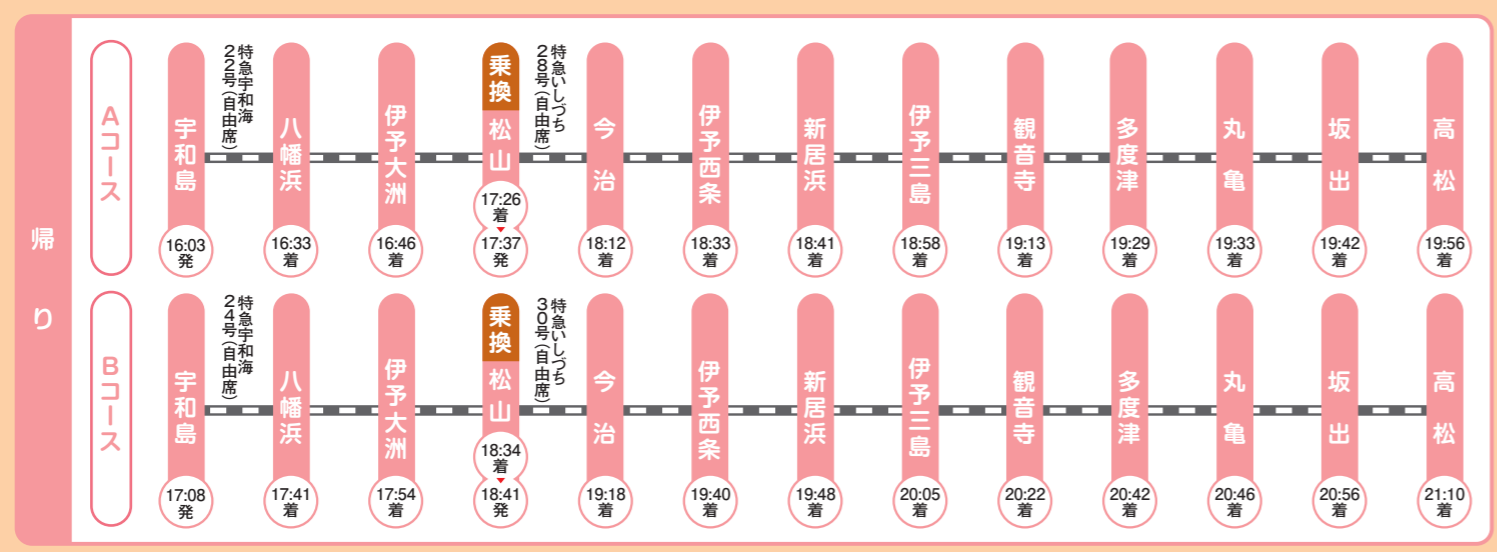 帰り
Aコース
宇和島
16:03
発
特急宇和海
22号(自由席)
八幡浜
16:33
着
伊予大洲
16:46
着
乗換
松山
17:26
着
17:37
発
特急いしづち
28号(自由席)
今治
18:12
着
伊予西条
18:33
着
新居浜
18:41
着
伊予三島
18:58
着
観音寺
19:13
着
多度津
19:29
着
丸亀
19:33
着
坂出
19:42
着
高松
19:56
着
Bコース
宇和島
17:08
発
特急宇和海
24号(自由席)
八幡浜
17:41
着
伊予大洲
17:54
着
乗換
松山
18:34
着
18:41
発
特急いしづち
30号(自由席)
今治
19:18
着
伊予西条
19:40
着
新居浜
19:48
着
伊予三島
20:05
着
観音寺
20:22
着
多度津
20:42
着
丸亀
20:46
着
坂出
20:56
着
高松
21:10
着